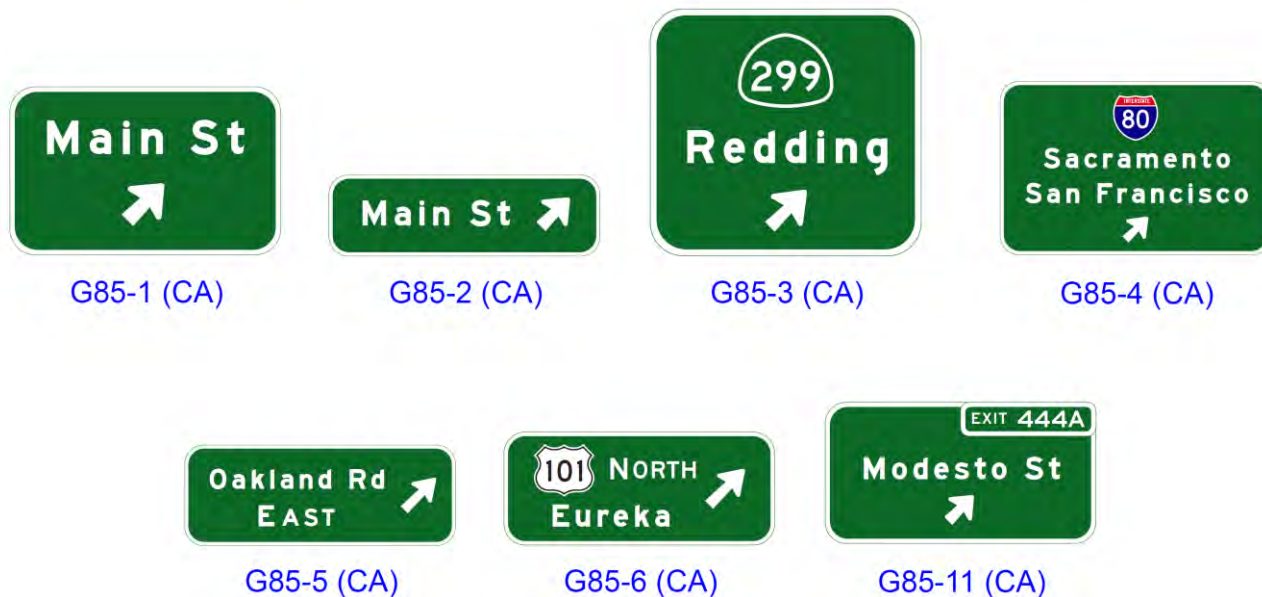 Main St
G85-1 (CA)
Main St
G85-2 (CA)
299
Redding
G85-3 (CA)
INTERSTATE
80
Sacramento
San Francisco
G85-4 (CA)
Oakland Rd
EAST
G85-5 (CA)
101 NORTH
Eureka
G85-6 (CA)
EXIT 444A
Modesto St
G85-11 (CA)